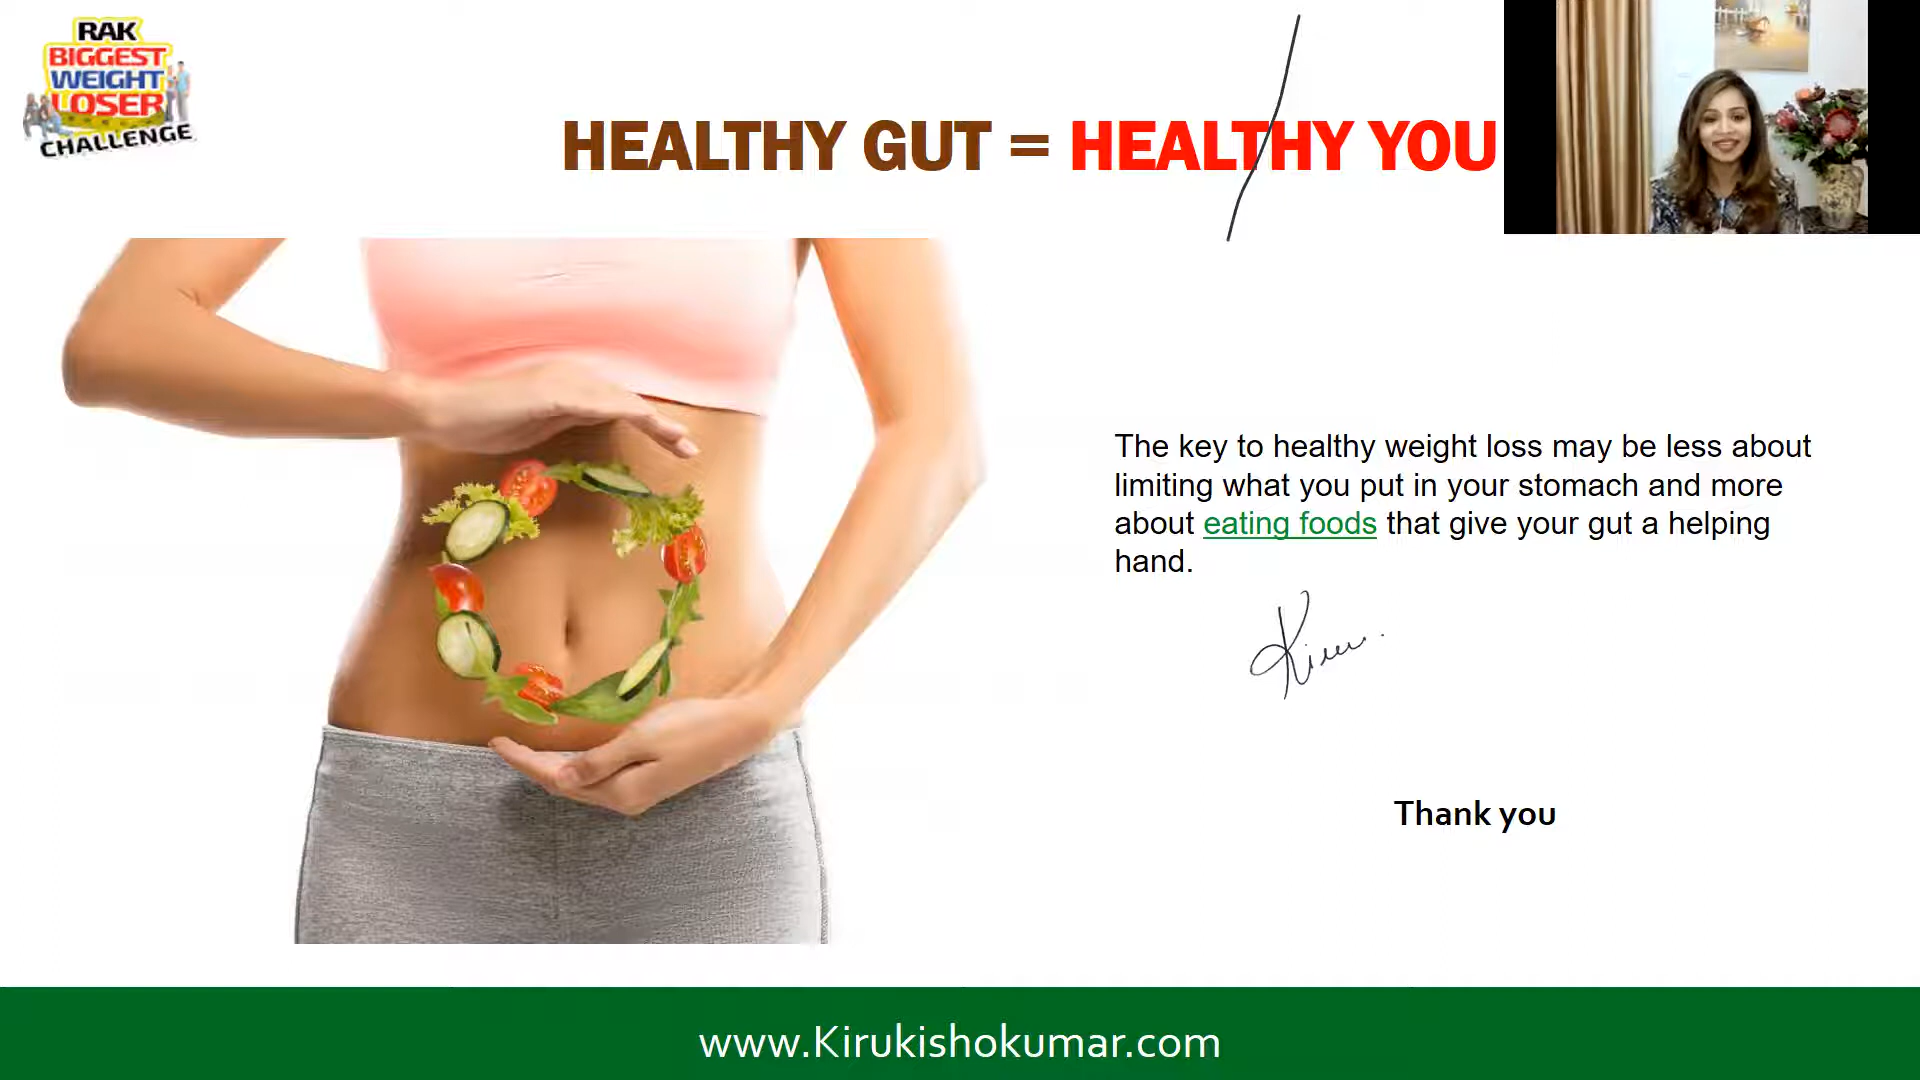 RAK
BIGGEST
WEIGHT
LOSER
CHALLENGE
HEALTHY GUT = HEALTHY YOU
The key to healthy weight loss may be less about
limiting what you put in your stomach and more
about eating foods that give your gut a helping
hand.
Kiru.
Thank you
www.Kirukishokumar.com